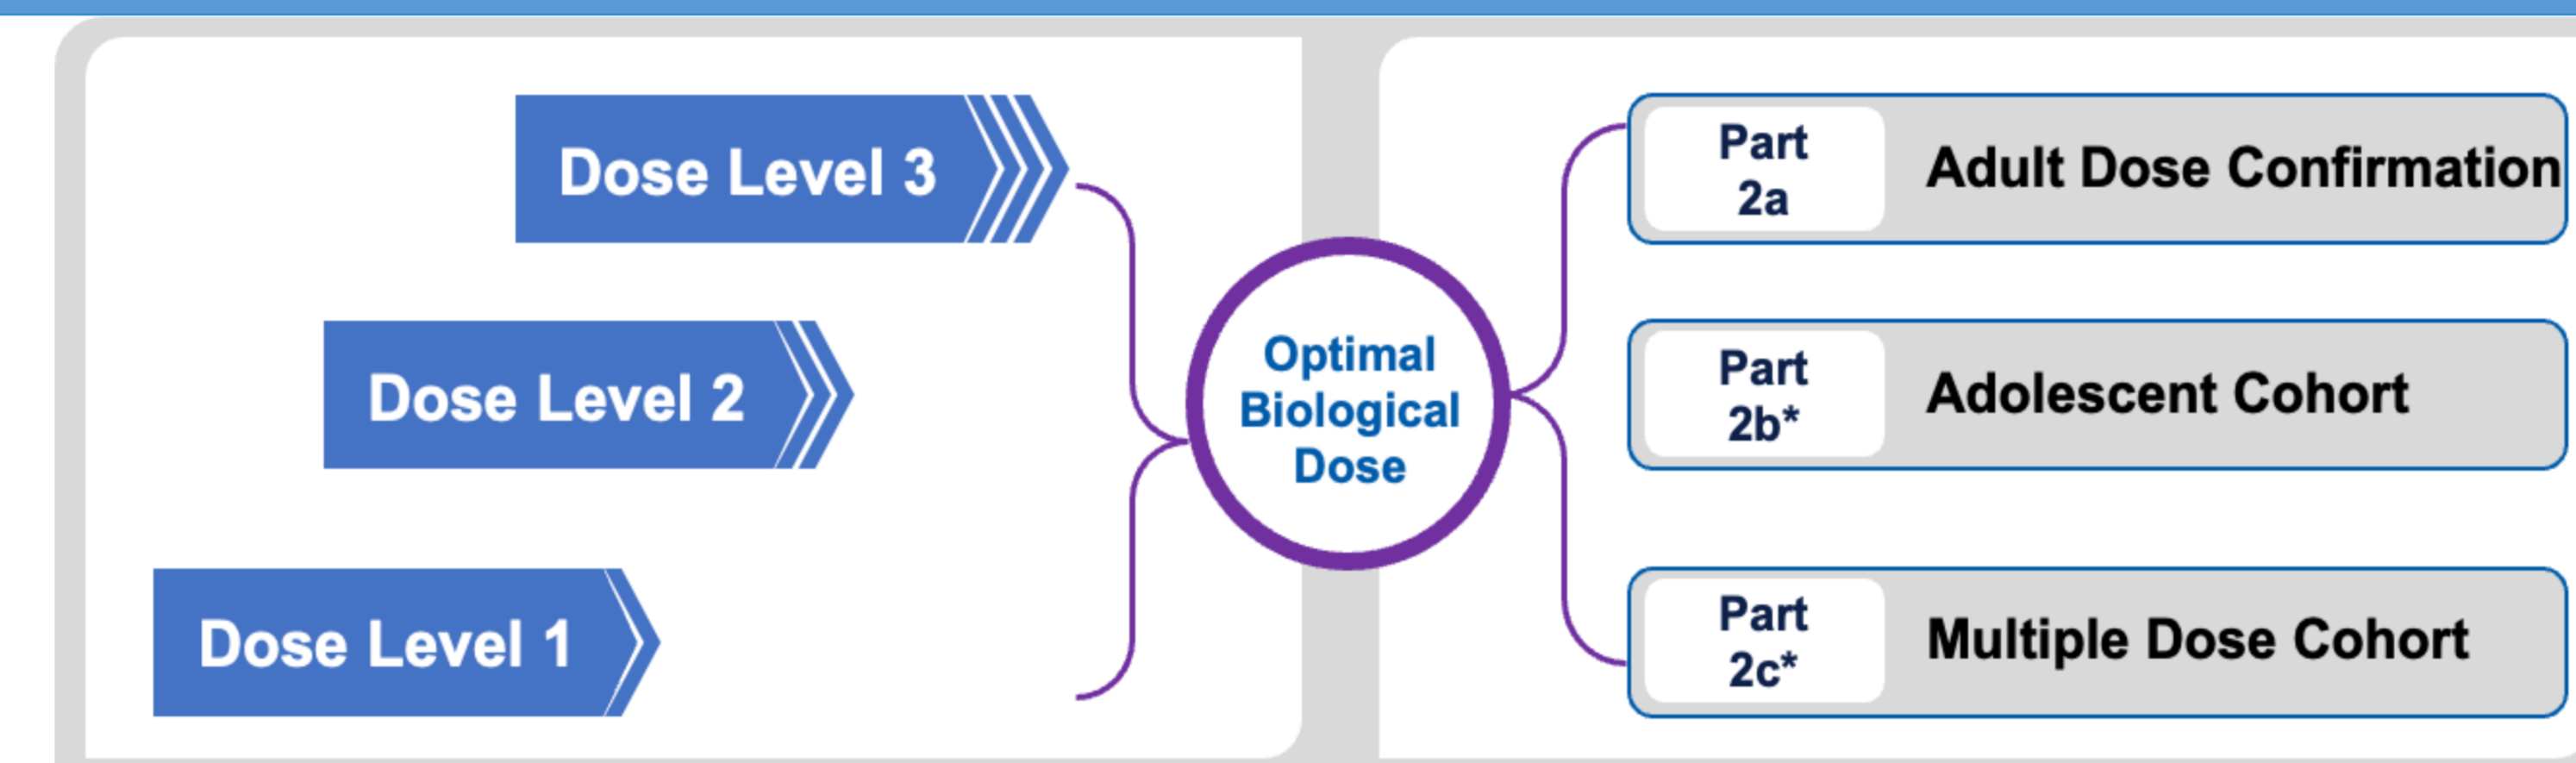 Dose Level 3
Dose Level 2
Dose Level 1
Optimal
Biological
Dose
Part
2a
Adult Dose Confirmation
Part
2b*
Adolescent Cohort
Part
2c*
Multiple Dose Cohort